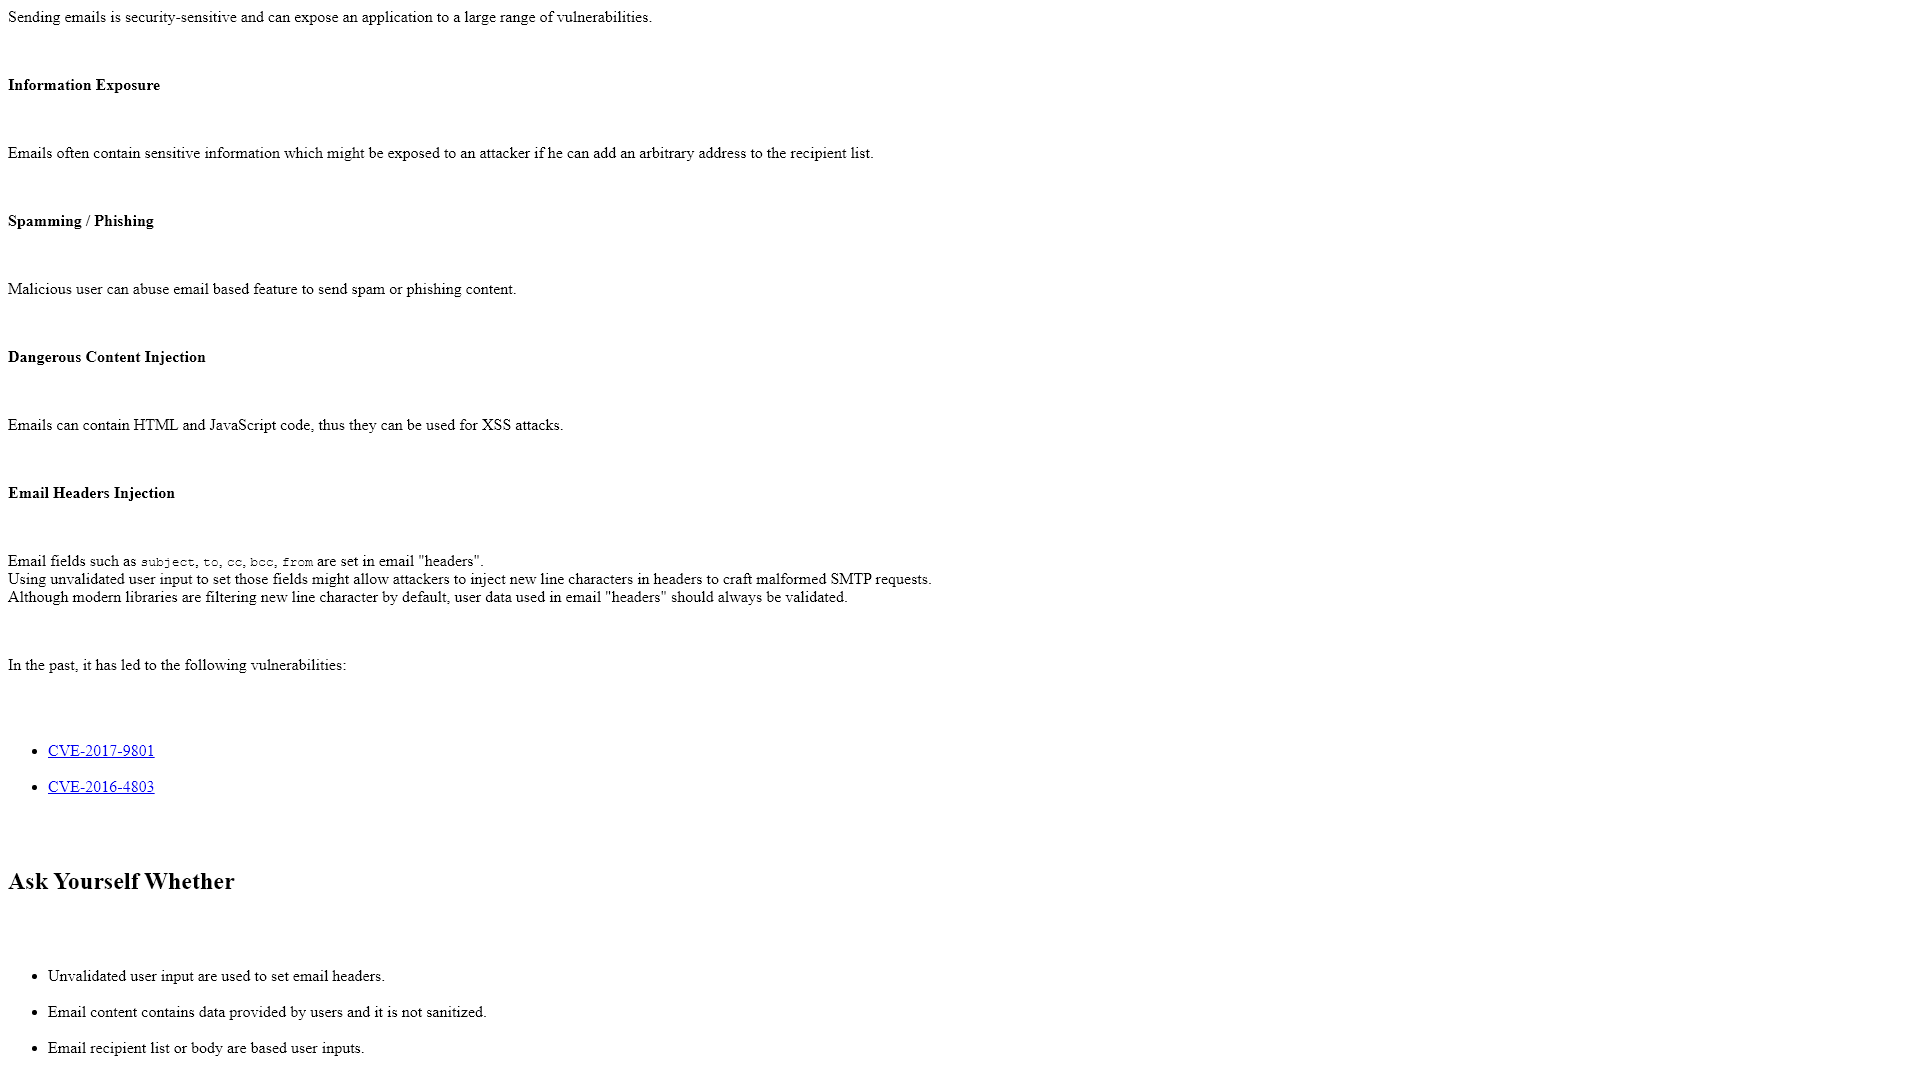 Sending emails is security-sensitive and can expose an application to a large range of vulnerabilities.
Information Exposure
Emails often contain sensitive information which might be exposed to an attacker if he can add an arbitrary address to the recipient list.
Spamming / Phishing
Malicious user can abuse email based feature to send spam or phishing content.
Dangerous Content Injection
Emails can contain HTML and JavaScript code, thus they can be used for XSS attacks.
Email Headers Injection
Email fields such as subject, to, cc, bcc, from are set in email "headers".
Using unvalidated user input to set those fields might allow attackers to inject new line characters in headers to craft malformed SMTP requests.
Although modern libraries are filtering new line character by default, user data used in email "headers" should always be validated.
In the past, it has led to the following vulnerabilities:
• CVE-2017-9801
• CVE-2016-4803
Ask Yourself Whether
• Unvalidated user input are used to set email headers.
• Email content contains data provided by users and it is not sanitized.
• Email recipient list or body are based user inputs.